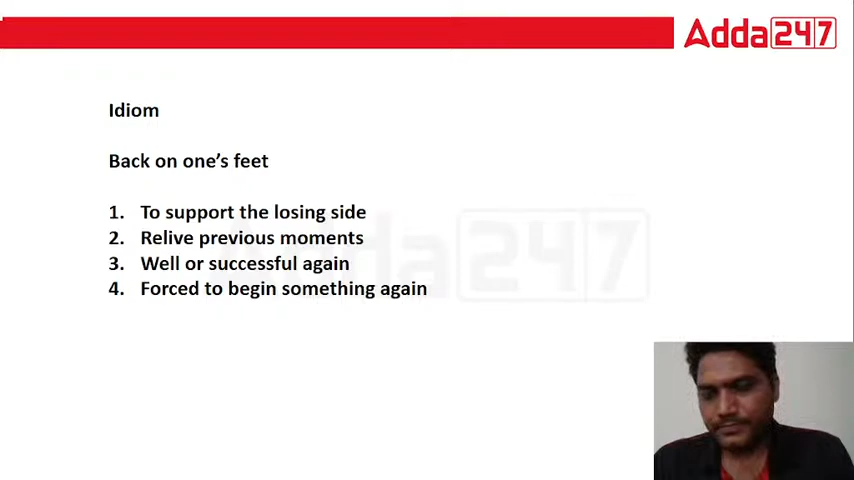 Adda247
Idiom
Back on one's feet
1. To support the losing side
2. Relive previous moments
3. Well or successful again
4. Forced to begin something again
Adda247